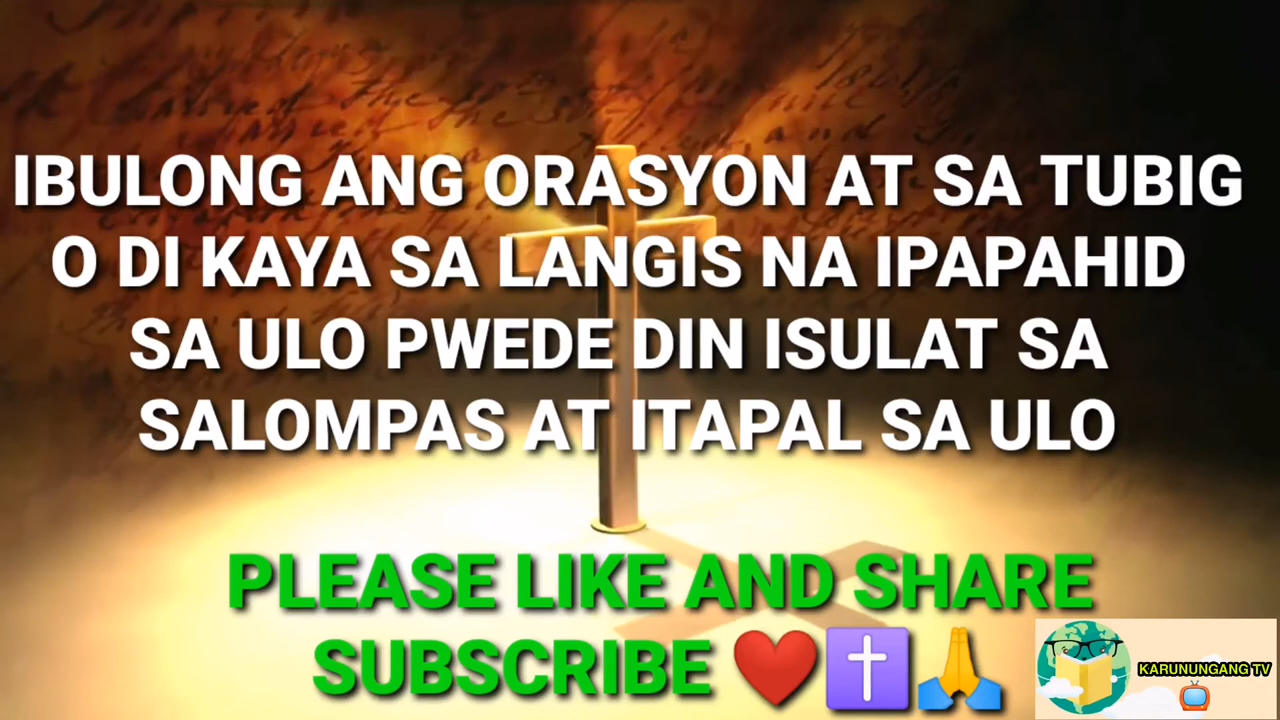 IBULONG ANG ORASYON AT SA TUBIG
O DI KAYA SA LANGIS NA IPAPAHID
SA ULO PWEDE DIN ISULAT SA
SALOMPAS AT ITAPAL SA ULO
PLEASE LIKE AND SHARE
SUBSCRIBE ❤️✝️🙏
KARUNUNGANG TV